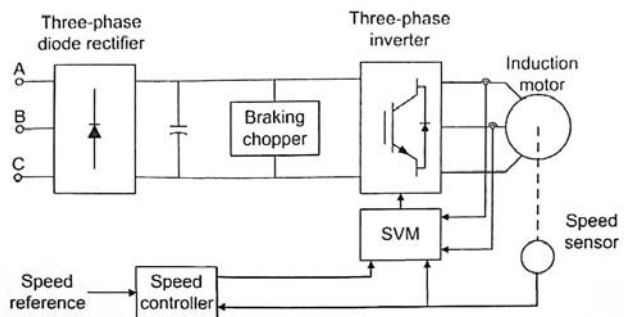 Three-phase
diode rectifier
Three-phase
inverter
Induction
motor
A
B
C
Braking
chopper
SVM
Speed
sensor
Speed
reference
Speed
controller